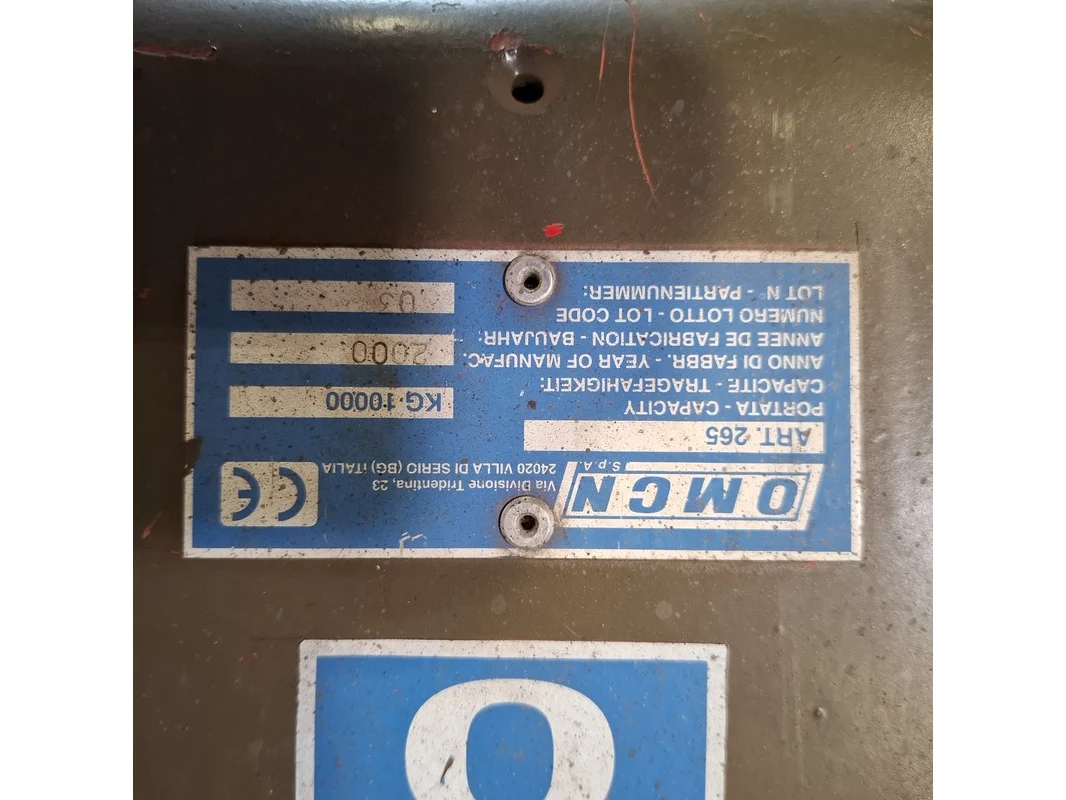 OMCN
S.p.A.
Via Divisione Tridentina, 23
24020 VILLA DI SERIO (BG) iTALIA
CE
ART. 265
PORTATA - CAPACITY
CAPACITE - TRAGEFAHIGKEIT:
KG 10000
ANNO DI FABBR. - YEAR OF MANUFAC:
ANNEE DE FABRICATION - BAUJAHR:
2000
NUMERO LOTTO - LOT CODE
LOT N° - PARTIENUMMER:
03